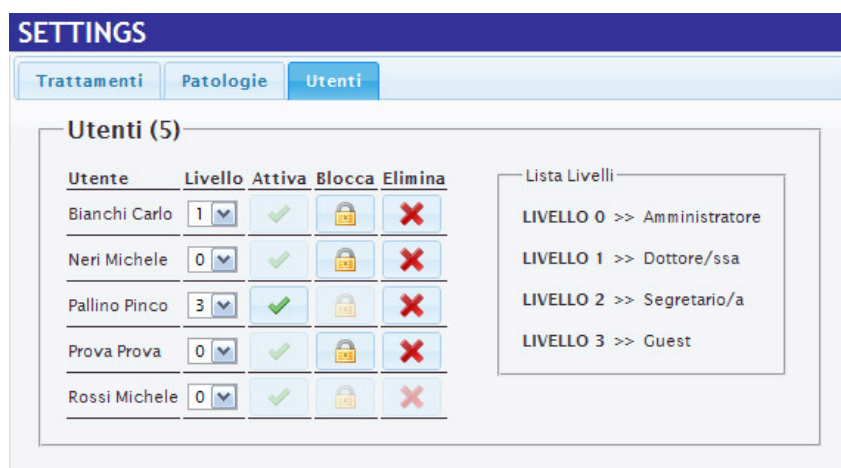 SETTINGS
Trattamenti Patologie Utenti
Utenti (5)
Utente Livello Attiva Blocca Elimina
Bianchi Carlo 1
Neri Michele 0
Pallino Pinco 3
Prova Prova 0
Rossi Michele 0
Lista Livelli
LIVELLO 0 >> Amministratore
LIVELLO 1 >> Dottore/ssa
LIVELLO 2 >> Segretario/a
LIVELLO 3 >> Guest